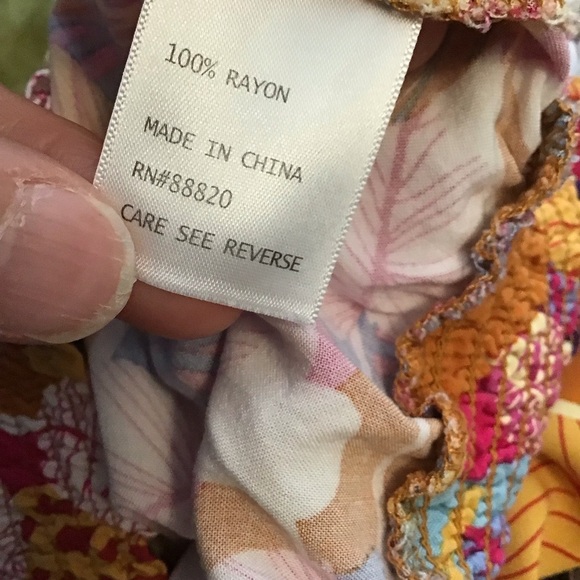 100% RAYON
MADE IN CHINA
RN#88820
CARE SEE REVERSE